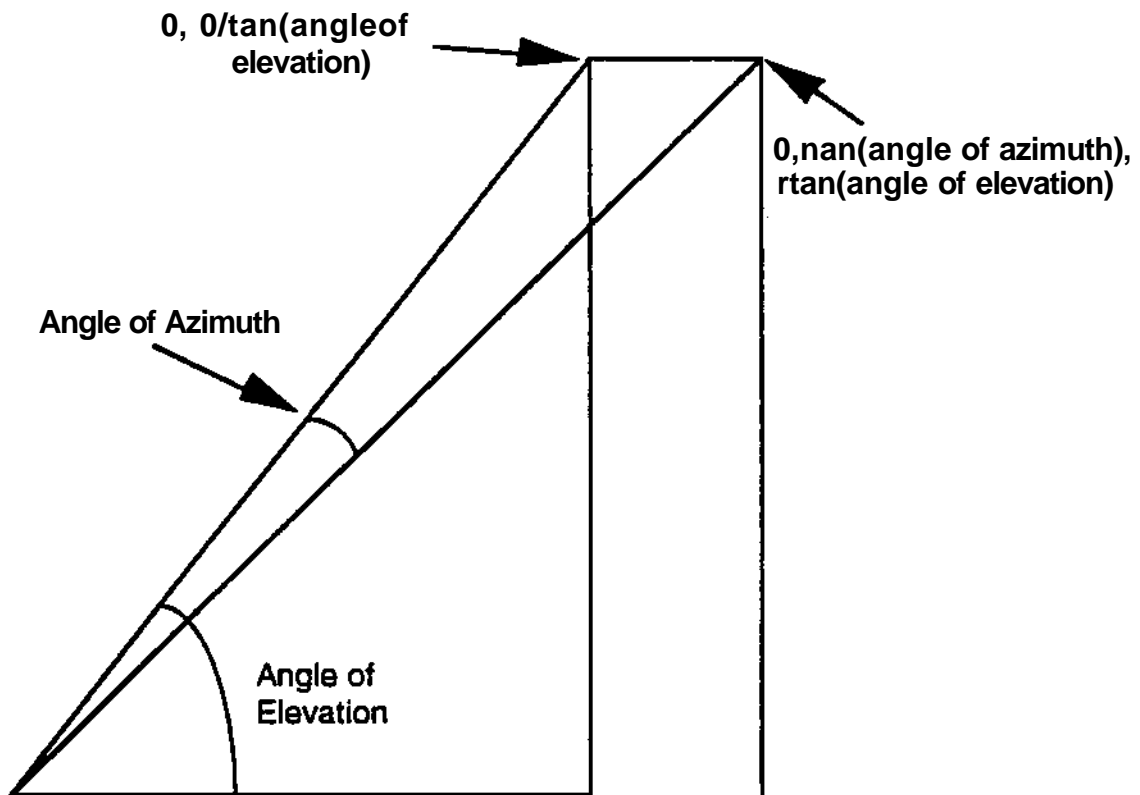 0, 0/tan(angleof
elevation)
0,nan(angle of azimuth),
rtan(angle of elevation)
Angle of Azimuth
Angle of
Elevation